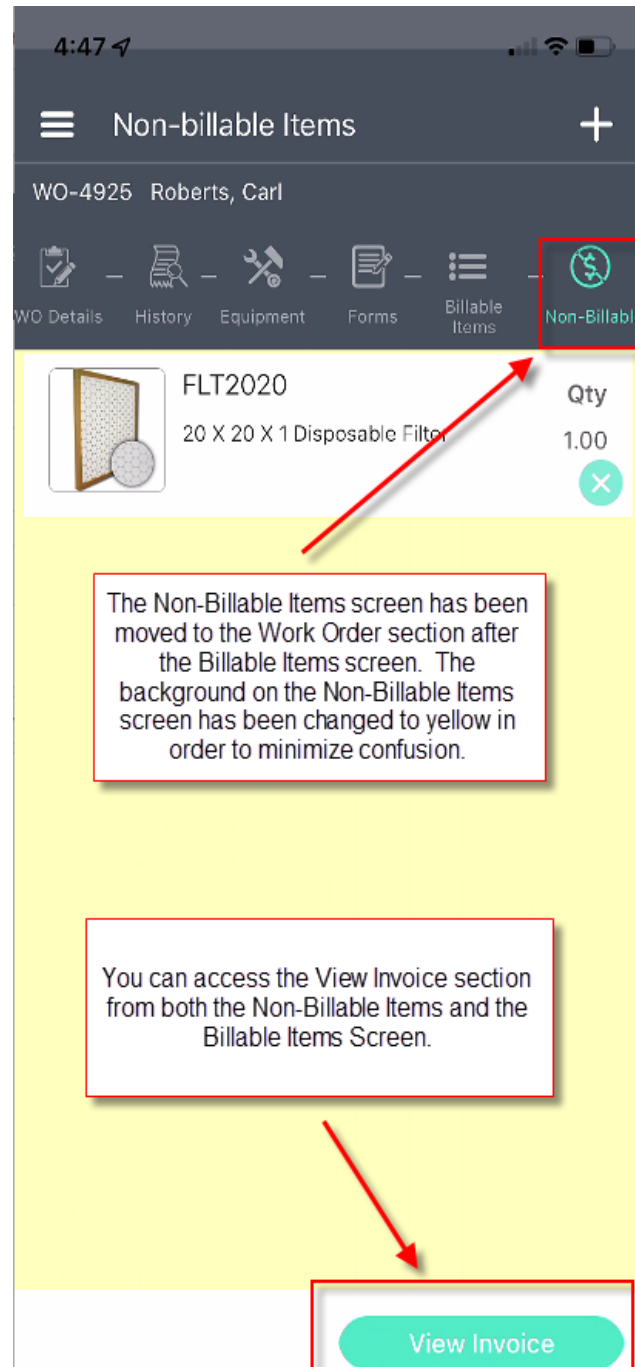 4:47
Non-billable Items
WO-4925 Roberts, Carl
WO Details
History
Equipment
Forms
Billable
Items
Non-Billabl
FLT2020
Qty
20 X 20 X 1 Disposable Filter
1.00
The Non-Billable Items screen has been
moved to the Work Order section after
the Billable Items screen. The
background on the Non-Billable Items
screen has been changed to yellow in
order to minimize confusion.
You can access the View Invoice section
from both the Non-Billable Items and the
Billable Items Screen.
View Invoice